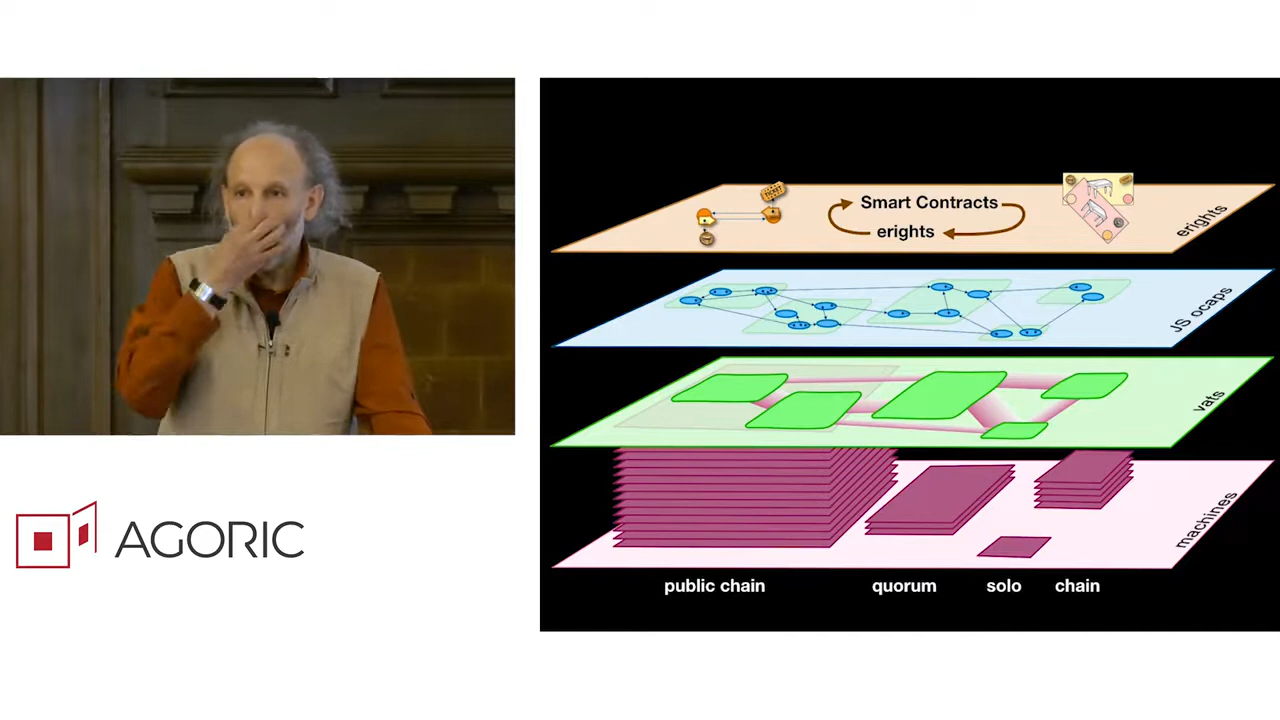 AGORIC
Smart Contracts
erights
erights
JS ocaps
vats
machines
public chain
quorum
solo
chain